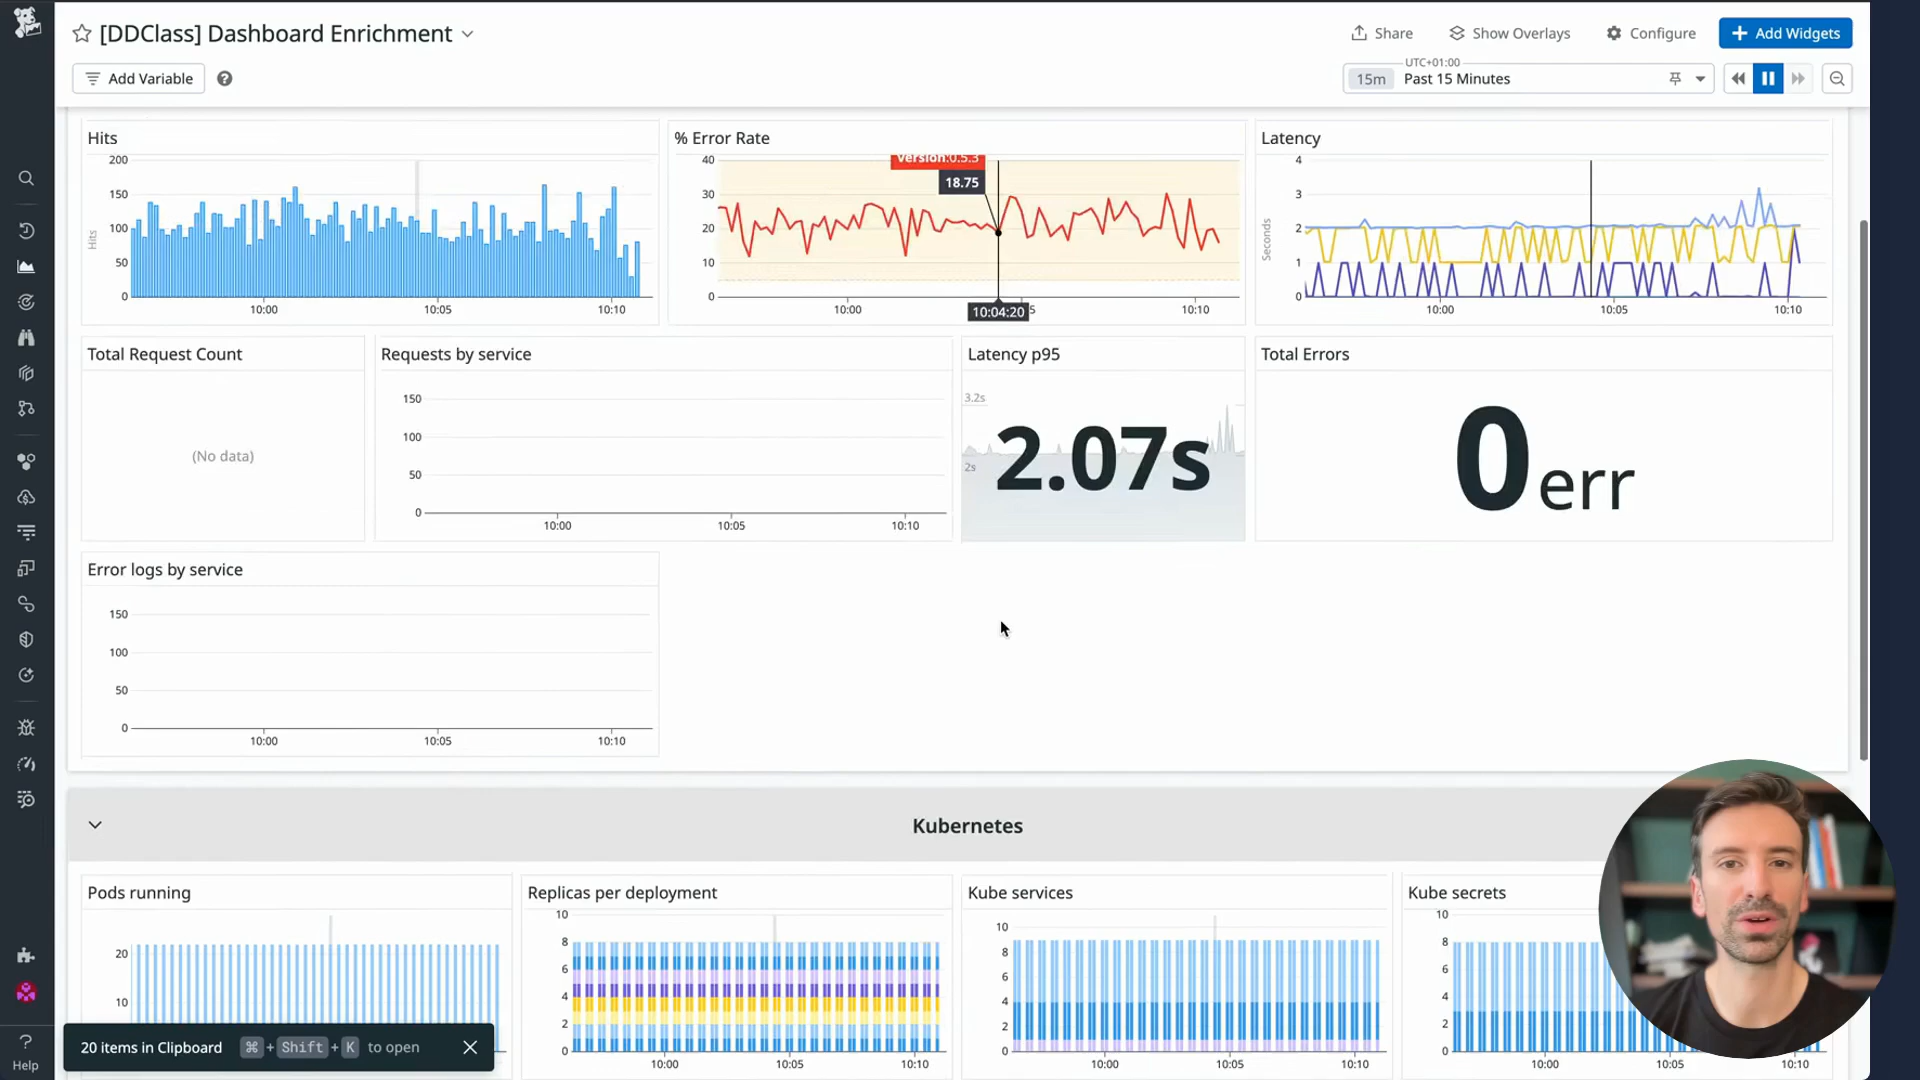 [DDClass] Dashboard Enrichment
Share
Show Overlays
Configure
Add Widgets
Add Variable
UTC+01:00
15m Past 15 Minutes
Hits
200
150
100
50
0
Hits
10:00 10:05 10:10
% Error Rate
40
30
20
10
0
Version:0.5.3
18.75
10:00 10:04:20 5 10:10
Latency
4
3
2
1
0
Seconds
10:00 10:05 10:10
Total Request Count
(No data)
Requests by service
150
100
50
0
10:00 10:05 10:10
Latency p95
3.2s
2s
2.07s
Total Errors
0err
Error logs by service
150
100
50
0
10:00 10:05 10:10
Kubernetes
Pods running
20
10
Replicas per deployment
10
8
6
4
2
0
10:00 10:05 10:10
Kube services
10
8
6
4
2
0
10:00 10:05 10:10
Kube secrets
10
8
6
4
2
0
10:00 10:05 10:10
20 items in Clipboard ⌘ + Shift + K to open
?
Help